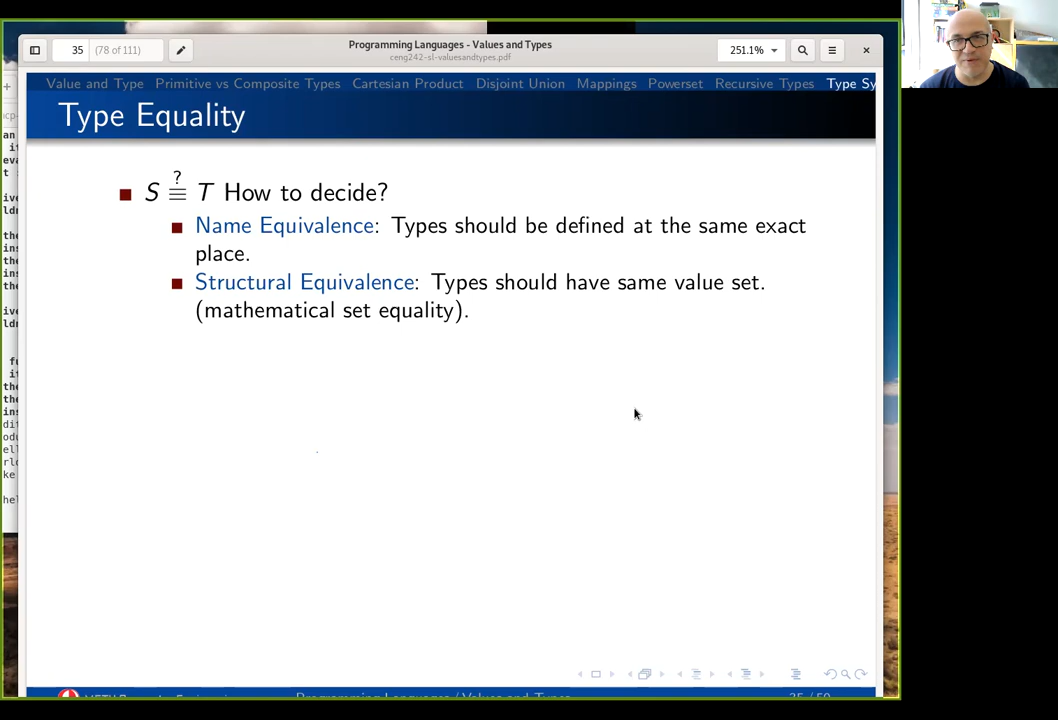 35 (78 of 111)
Programming Languages - Values and Types
ceng242-sl-valuesandtypes.pdf
251.1%
Value and Type Primitive vs Composite Types Cartesian Product Disjoint Union Mappings Powerset Recursive Types Type Sy
Type Equality
S ≡ T How to decide?
?
Name Equivalence: Types should be defined at the same exact
place.
Structural Equivalence: Types should have same value set.
(mathematical set equality).
Programming Languages / Values and Types
35 / 50